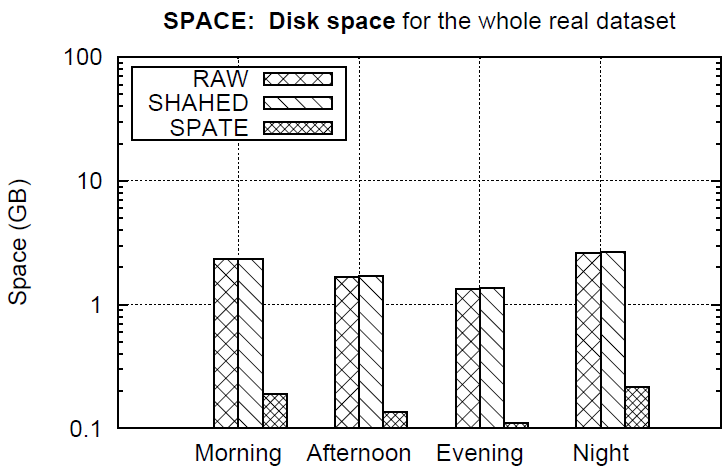 SPACE: Disk space for the whole real dataset
100
RAW
SHAHED
SPATE
10
Space (GB)
1
0.1
Morning Afternoon Evening Night